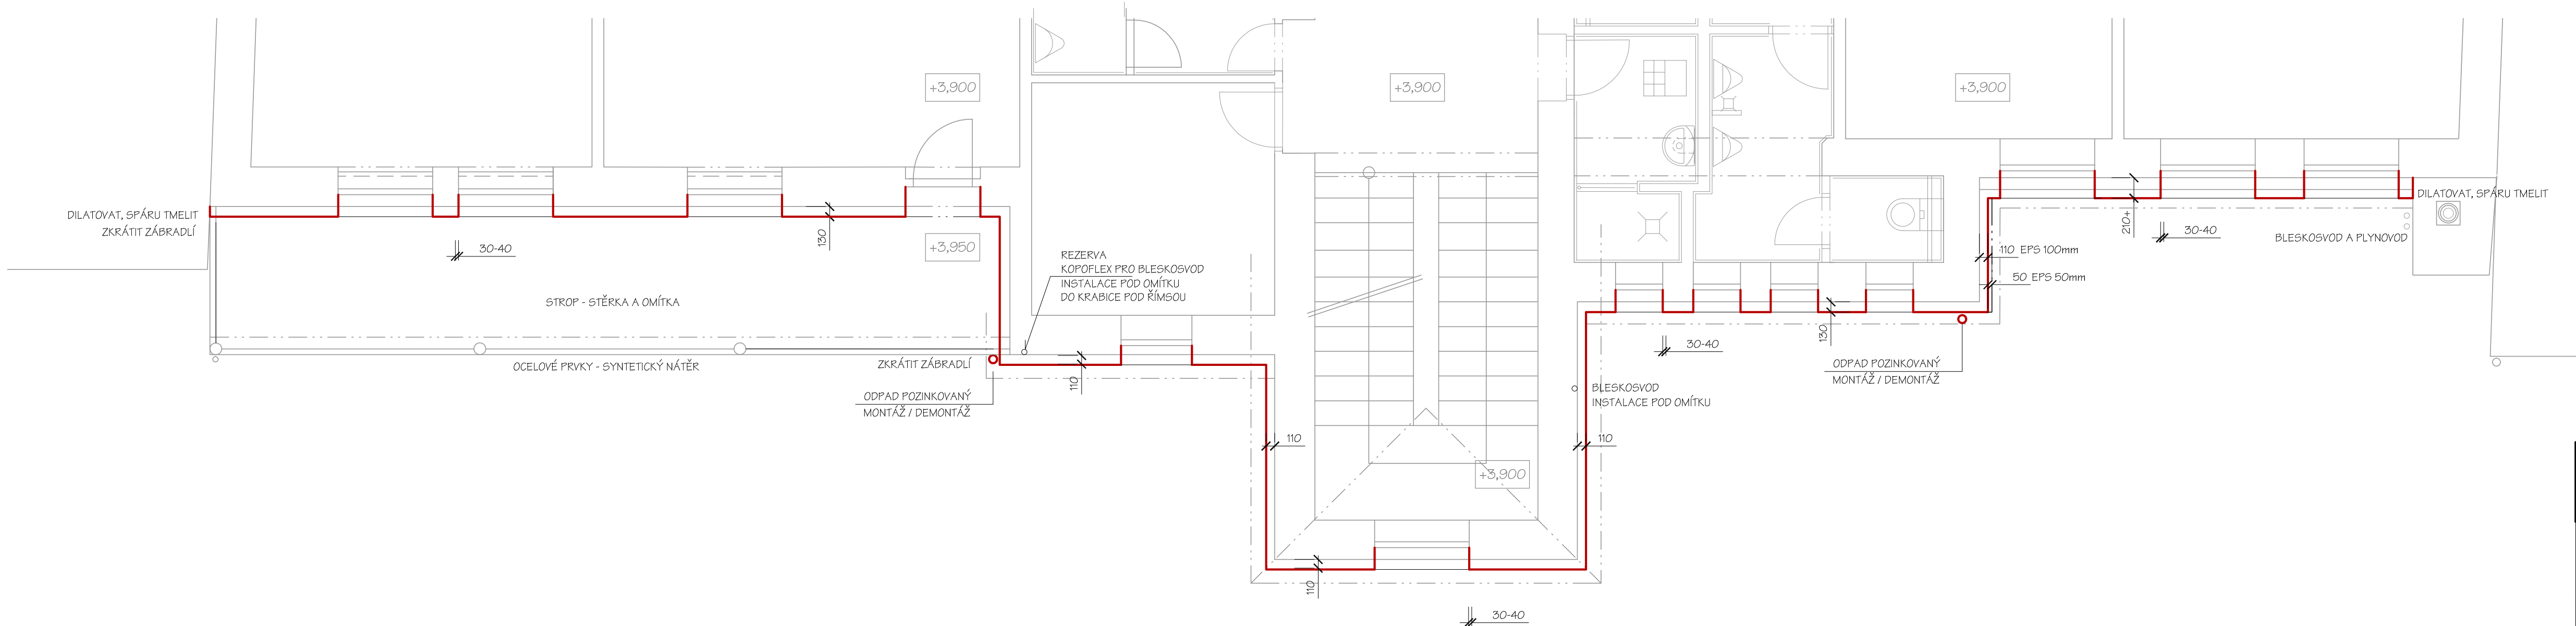 +3,900
+3,900
+3,900
DILATOVAT, SPÁRU TMELIT
ZKRÁTIT ZÁBRADLÍ
30-40
130
+3,950
STROP - STĚRKA A OMÍTKA
OCELOVÉ PRVKY - SYNTETICKÝ NÁTĚR
ZKRÁTIT ZÁBRADLÍ
ODPAD POZINKOVANÝ
MONTÁŽ / DEMONTÁŽ
REZERVA
KOPOFLEX PRO BLESKOSVOD
INSTALACE POD OMÍTKU
DO KRABICE POD ŘÍMSOU
110
110
110
+3,900
110
30-40
BLESKOSVOD
INSTALACE POD OMÍTKU
30-40
130
ODPAD POZINKOVANÝ
MONTÁŽ / DEMONTÁŽ
110 EPS 100mm
50 EPS 50mm
210+
30-40
BLESKOSVOD A PLYNOVOD
DILATOVAT, SPÁRU TMELIT